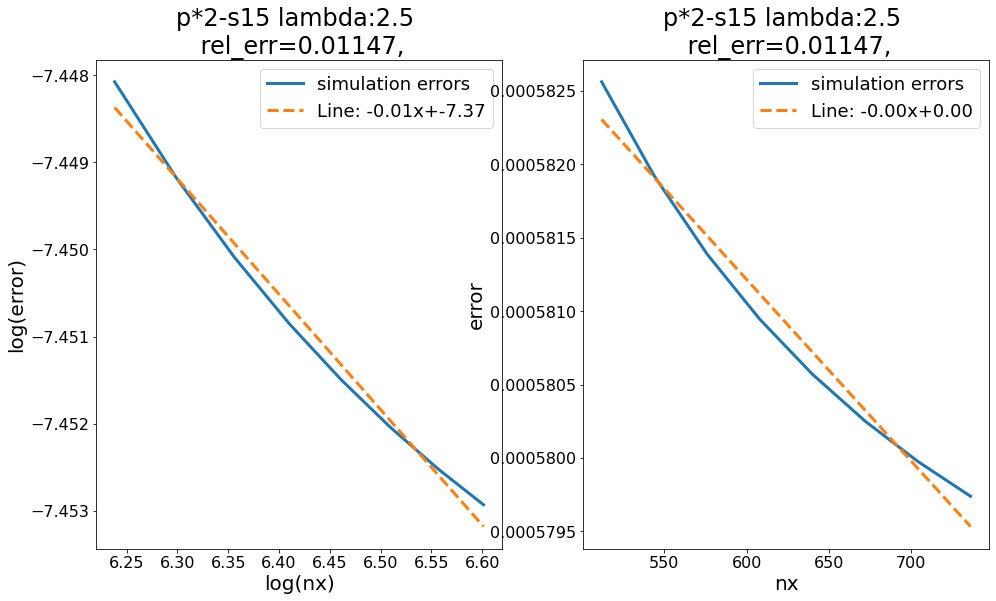 p*2-s15 lambda:2.5
rel_err=0.01147,
simulation errors
Line: -0.01x+-7.37
−7.448
−7.449
−7.450
−7.451
−7.452
−7.453
log(error)
6.25 6.30 6.35 6.40 6.45 6.50 6.55 6.60
log(nx)
p*2-s15 lambda:2.5
rel_err=0.01147,
simulation errors
Line: -0.00x+0.00
0.0005825
0.0005820
0.0005815
0.0005810
0.0005805
0.0005800
0.0005795
error
550 600 650 700
nx